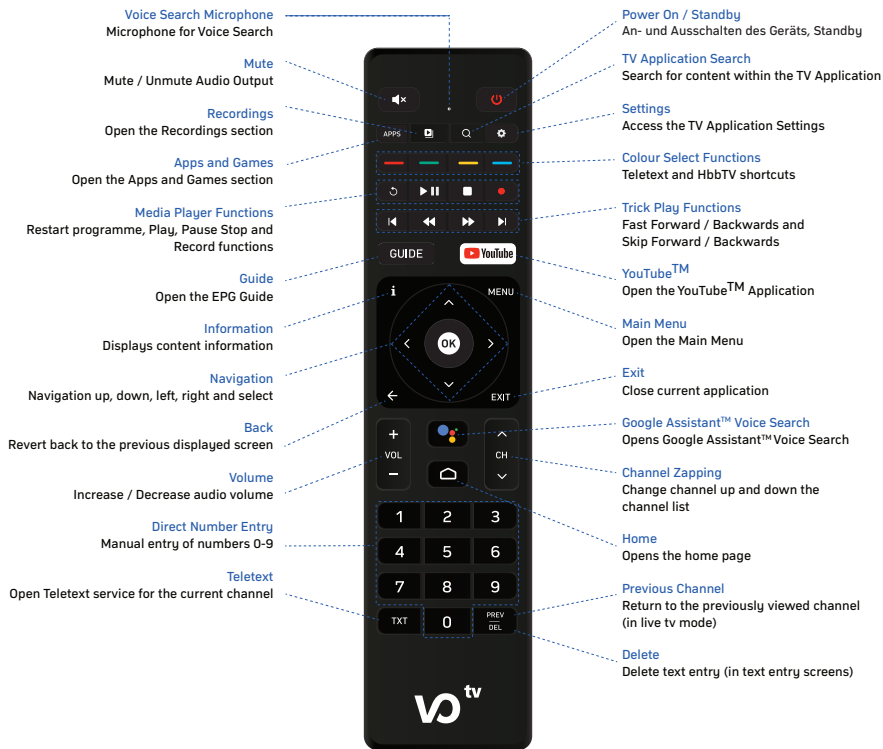 Voice Search Microphone
Microphone for Voice Search
Mute
Mute / Unmute Audio Output
Recordings
Open the Recordings section
Apps and Games
Open the Apps and Games section
Media Player Functions
Restart programme, Play, Pause Stop and
Record functions
Guide
Open the EPG Guide
Information
Displays content information
Navigation
Navigation up, down, left, right and select
Back
Revert back to the previous displayed screen
Volume
Increase / Decrease audio volume
Direct Number Entry
Manual entry of numbers 0-9
Teletext
Open Teletext service for the current channel
APPS
GUIDE
YouTube
i
MENU
OK
EXIT
+
VOL
−
CH
1 2 3
4 5 6
7 8 9
TXT 0 PREV
DEL
vo tv
Power On / Standby
An- und Ausschalten des Geräts, Standby
TV Application Search
Search for content within the TV Application
Settings
Access the TV Application Settings
Colour Select Functions
Teletext and HbbTV shortcuts
Trick Play Functions
Fast Forward / Backwards and
Skip Forward / Backwards
YouTube™
Open the YouTube™ Application
Main Menu
Open the Main Menu
Exit
Close current application
Google Assistant™ Voice Search
Opens Google Assistant™ Voice Search
Channel Zapping
Change channel up and down the
channel list
Home
Opens the home page
Previous Channel
Return to the previously viewed channel
(in live tv mode)
Delete
Delete text entry (in text entry screens)